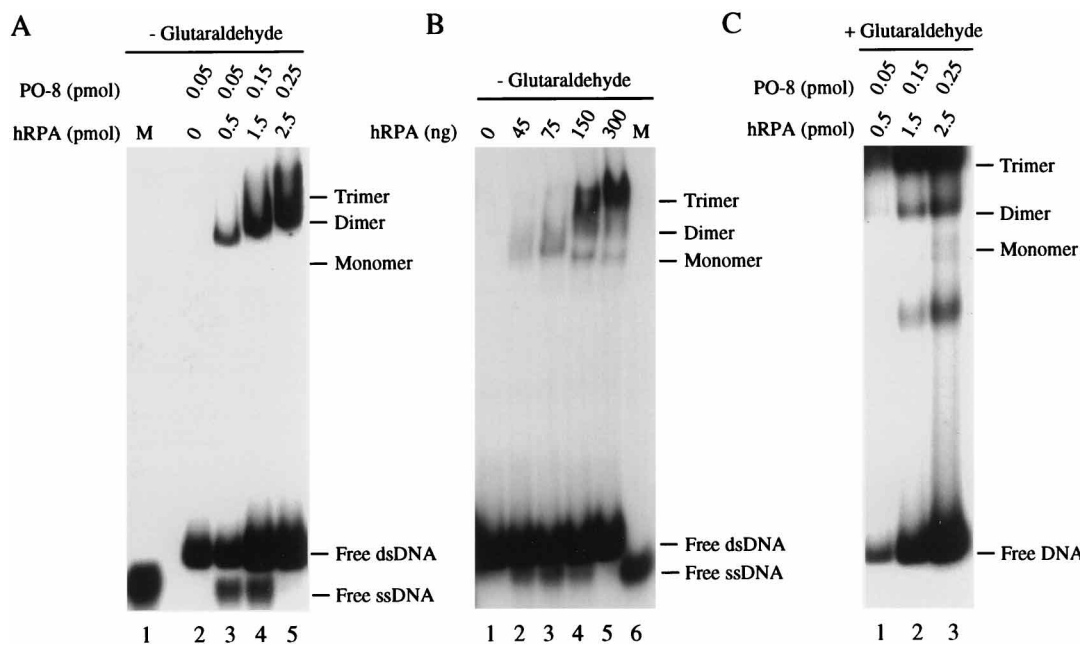 A
- Glutaraldehyde
PO-8 (pmol) 0.05 0.05 0.15 0.25
hRPA (pmol) M 0 0.5 1.5 2.5
Trimer
Dimer
Monomer
Free dsDNA
Free ssDNA
1 2 3 4 5
B
- Glutaraldehyde
hRPA (ng) 0 45 75 150 300 M
Trimer
Dimer
Monomer
Free dsDNA
Free ssDNA
1 2 3 4 5 6
C
+ Glutaraldehyde
PO-8 (pmol) 0.05 0.15 0.25
hRPA (pmol) 0.5 1.5 2.5
Trimer
Dimer
Monomer
Free DNA
1 2 3